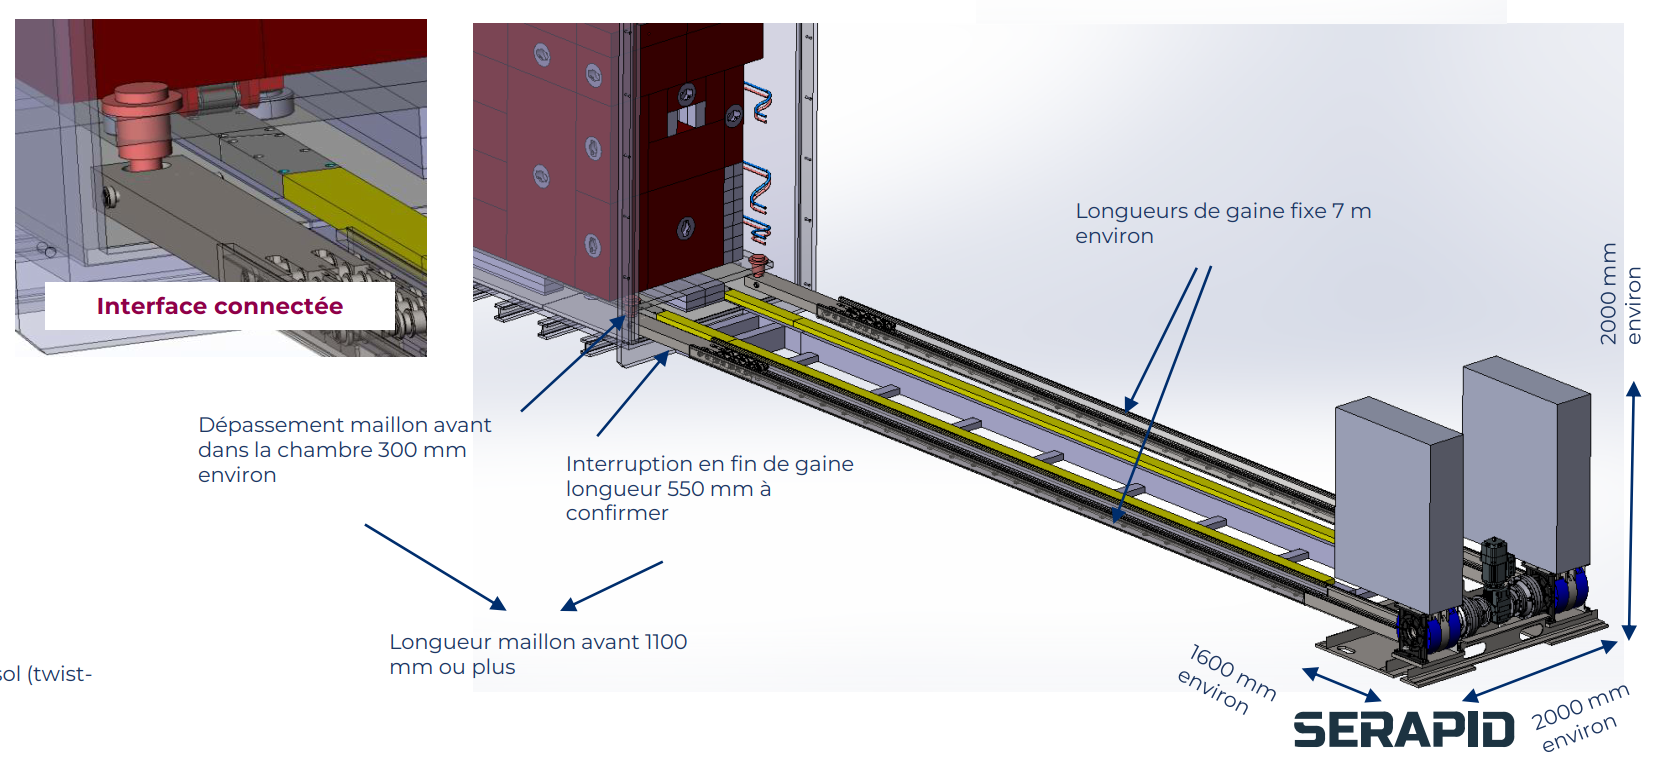 Interface connectée
Longueurs de gaine fixe 7 m
environ
2000 mm
environ
Dépassement maillon avant
dans la chambre 300 mm
environ
Interruption en fin de gaine
longueur 550 mm à
confirmer
Longueur maillon avant 1100
mm ou plus
sol (twist-
1600 mm
environ
2000 mm
environ
SERAPID